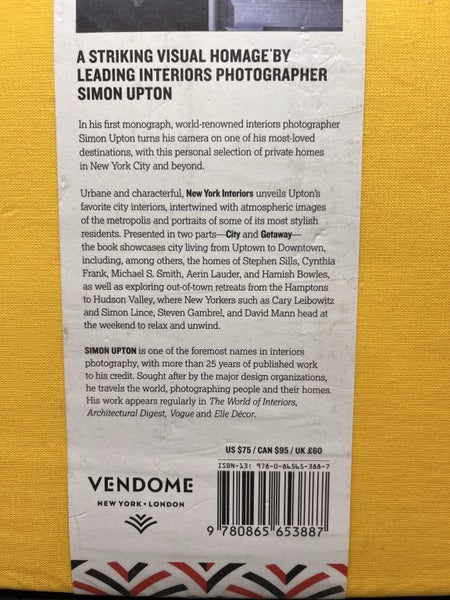 A STRIKING VISUAL HOMAGE BY
LEADING INTERIORS PHOTOGRAPHER
SIMON UPTON
In his first monograph, world-renowned interiors photographer
Simon Upton turns his camera on one of his most-loved
destinations, with this personal selection of private homes
in New York City and beyond.
Urbane and characterful, New York Interiors unveils Upton's
favorite city interiors, intertwined with atmospheric images
of the metropolis and portraits of some of its most stylish
residents. Presented in two parts—City and Getaway—
the book showcases city living from Uptown to Downtown,
including, among others, the homes of Stephen Sills, Cynthia
Frank, Michael S. Smith, Aerin Lauder, and Hamish Bowles,
as well as exploring out-of-town retreats from the Hamptons
to Hudson Valley, where New Yorkers such as Cary Leibowitz
and Simon Lince, Steven Gambrel, and David Mann head at
the weekend to relax and unwind.
SIMON UPTON is one of the foremost names in interiors
photography, with more than 25 years of published work
to his credit. Sought after by the major design organizations,
he travels the world, photographing people and their homes.
His work appears regularly in The World of Interiors,
Architectural Digest, Vogue and Elle Décor.
US $75 / CAN $95 / UK £60
ISBN-13: 978-0-86565-388-7
VENDOME
NEW YORK • LONDON
9 780865 653887